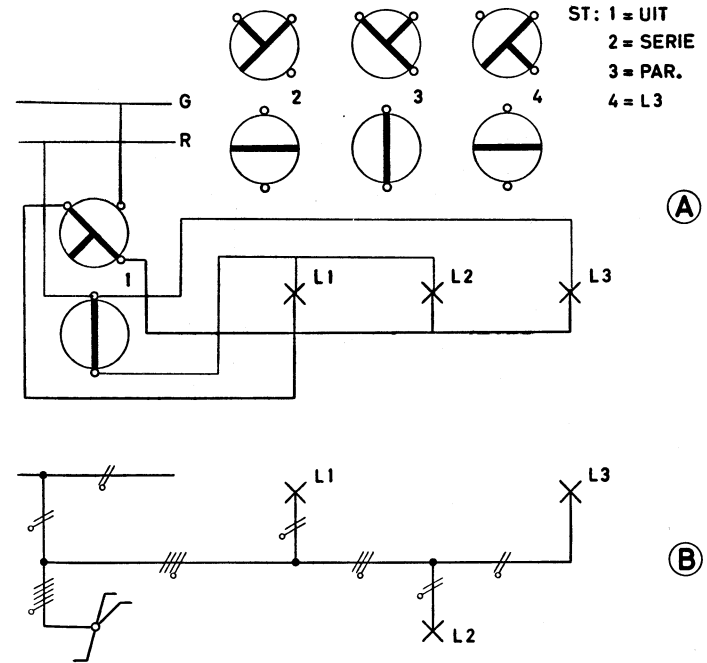 ST: 1 = UIT
2 = SERIE
3 = PAR.
4 = L3
2
3
4
G
R
A
1
L1
L2
L3
L1
L3
B
L2